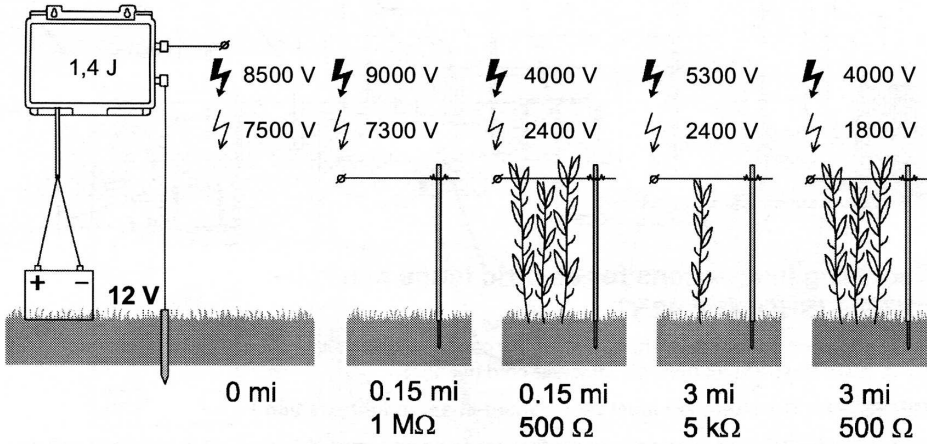 1,4 J
8500 V
7500 V
9000 V
7300 V
4000 V
2400 V
5300 V
2400 V
4000 V
1800 V
+ −
12 V
0 mi
0.15 mi
1 MΩ
0.15 mi
500 Ω
3 mi
5 kΩ
3 mi
500 Ω